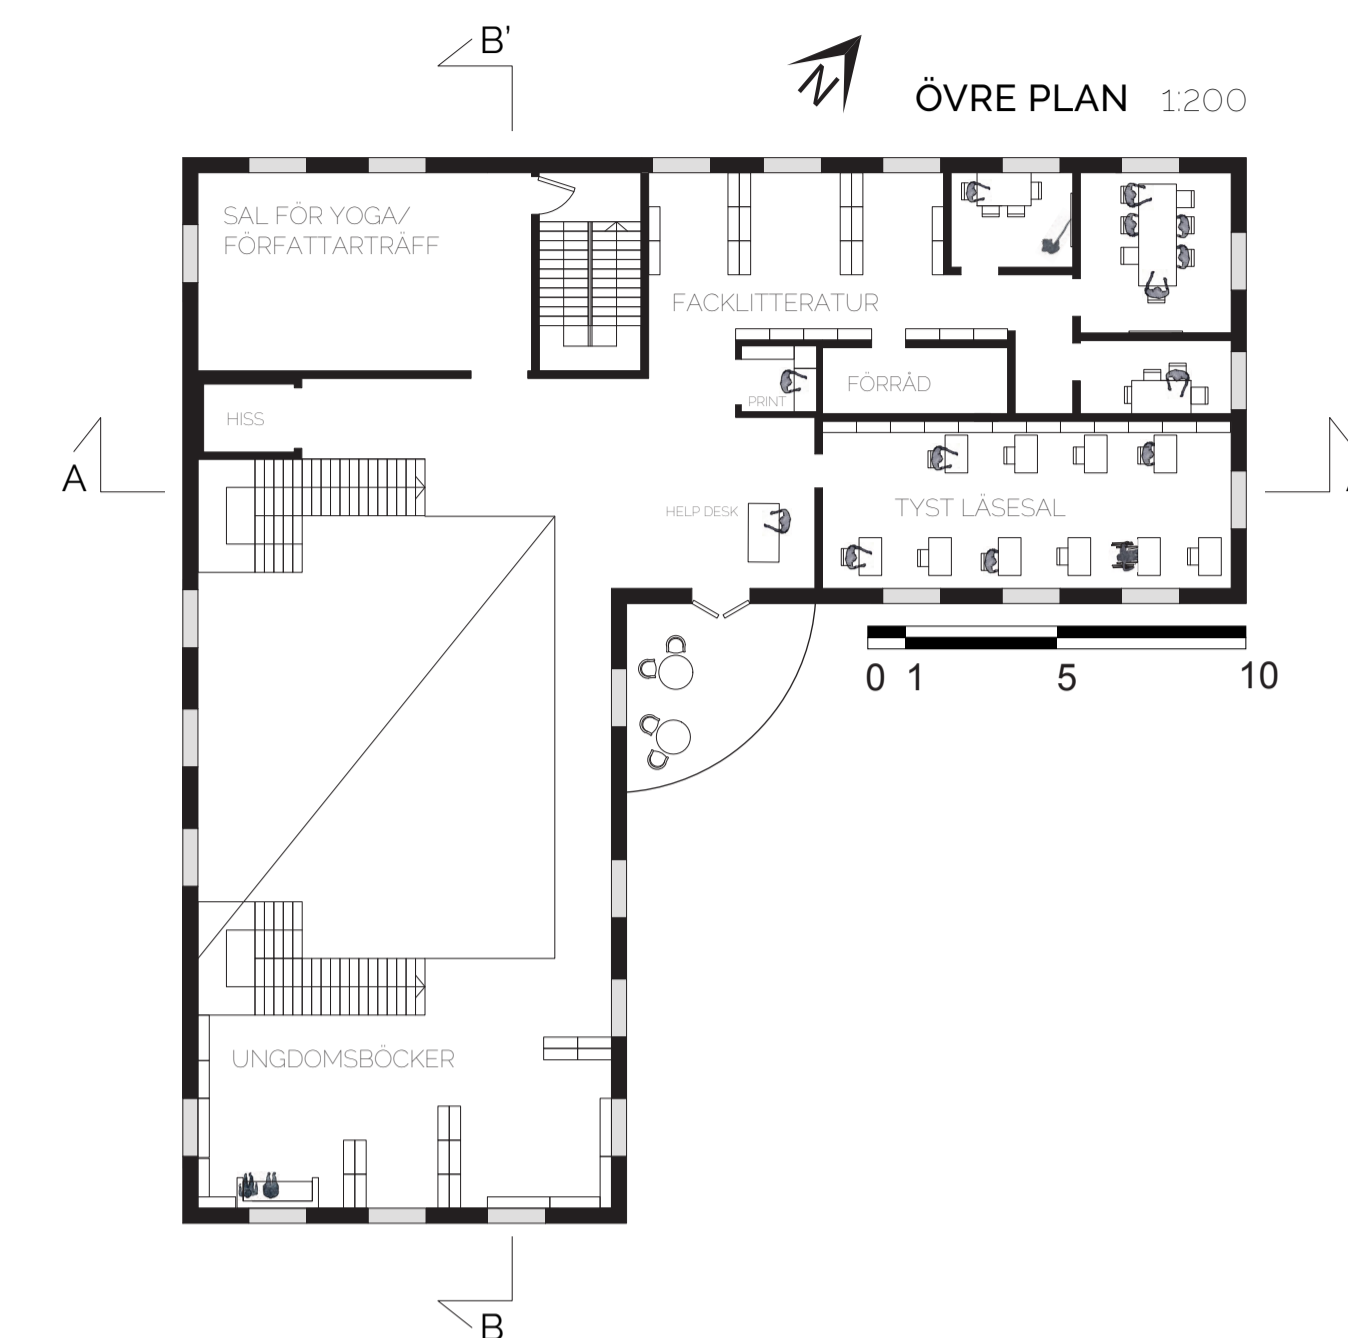 B'
N
ÖVRE PLAN 1:200
SAL FÖR YOGA/
FÖRFATTARTRÄFF
FACKLITTERATUR
PRINT
FÖRRÅD
HISS
A
HELP DESK
TYST LÄSESAL
0 1 5 10
UNGDOMSBÖCKER
B